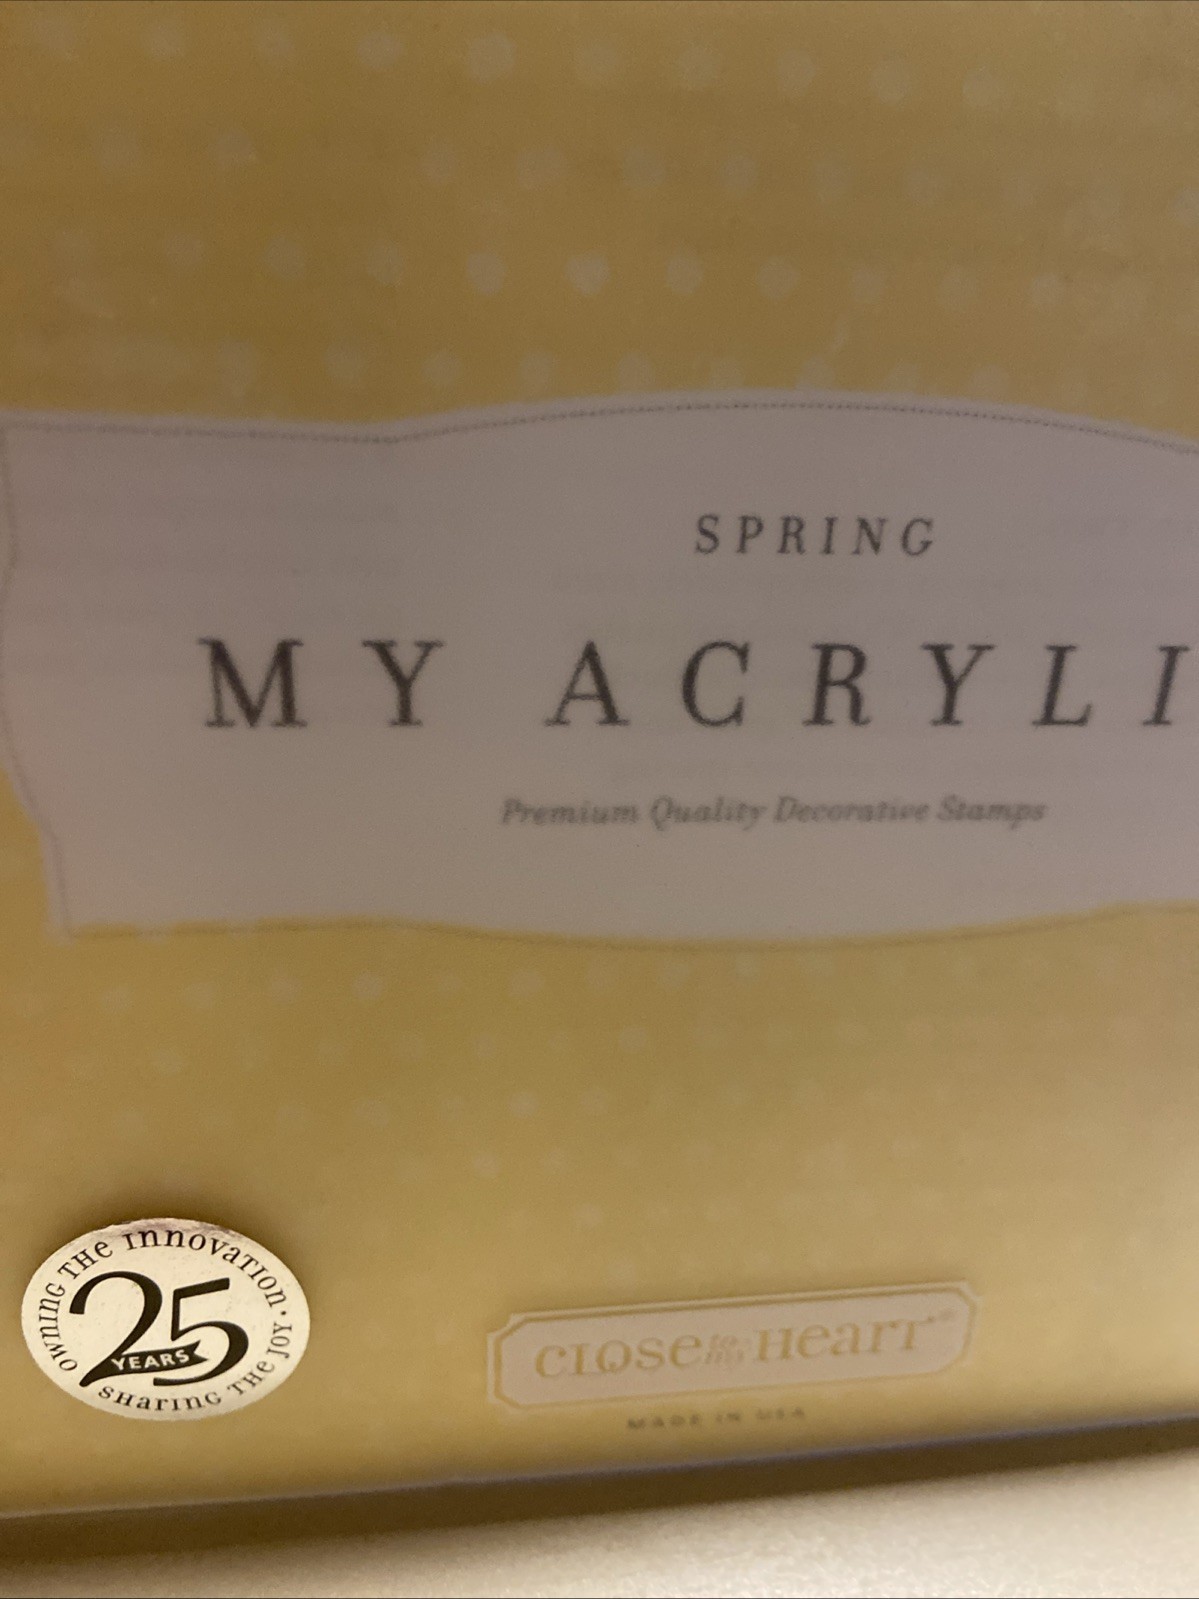 SPRING
MY ACRYLI
Premium Quality Decorative Stamps
OWNING THE INNOVATION ·
25
YEARS
SHARING THE JOY
CLOSE to my HEART®
MADE IN USA